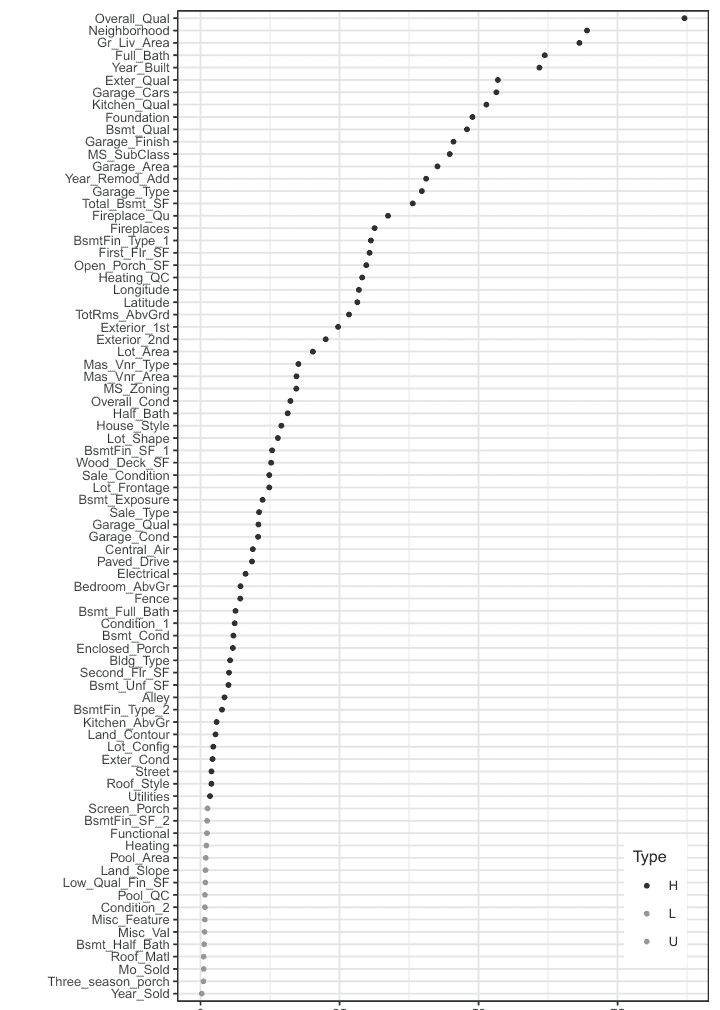 Overall_Qual
Neighborhood
Gr_Liv_Area
Full_Bath
Year_Built
Exter_Qual
Garage_Cars
Kitchen_Qual
Foundation
Bsmt_Qual
Garage_Finish
MS_SubClass
Garage_Area
Year_Remod_Add
Garage_Type
Total_Bsmt_SF
Fireplace_Qu
Fireplaces
BsmtFin_Type_1
First_Flr_SF
Open_Porch_SF
Heating_QC
Longitude
Latitude
TotRms_AbvGrd
Exterior_1st
Exterior_2nd
Lot_Area
Mas_Vnr_Type
Mas_Vnr_Area
MS_Zoning
Overall_Cond
Half_Bath
House_Style
Lot_Shape
BsmtFin_SF_1
Wood_Deck_SF
Sale_Condition
Lot_Frontage
Bsmt_Exposure
Sale_Type
Garage_Qual
Garage_Cond
Central_Air
Paved_Drive
Electrical
Bedroom_AbvGr
Fence
Bsmt_Full_Bath
Condition_1
Bsmt_Cond
Enclosed_Porch
Bldg_Type
Second_Flr_SF
Bsmt_Unf_SF
Alley
BsmtFin_Type_2
Kitchen_AbvGr
Land_Contour
Lot_Config
Exter_Cond
Street
Roof_Style
Utilities
Screen_Porch
BsmtFin_SF_2
Functional
Heating
Pool_Area
Land_Slope
Low_Qual_Fin_SF
Pool_QC
Condition_2
Misc_Feature
Misc_Val
Bsmt_Half_Bath
Roof_Matl
Mo_Sold
Three_season_porch
Year_Sold
Type
H
L
U